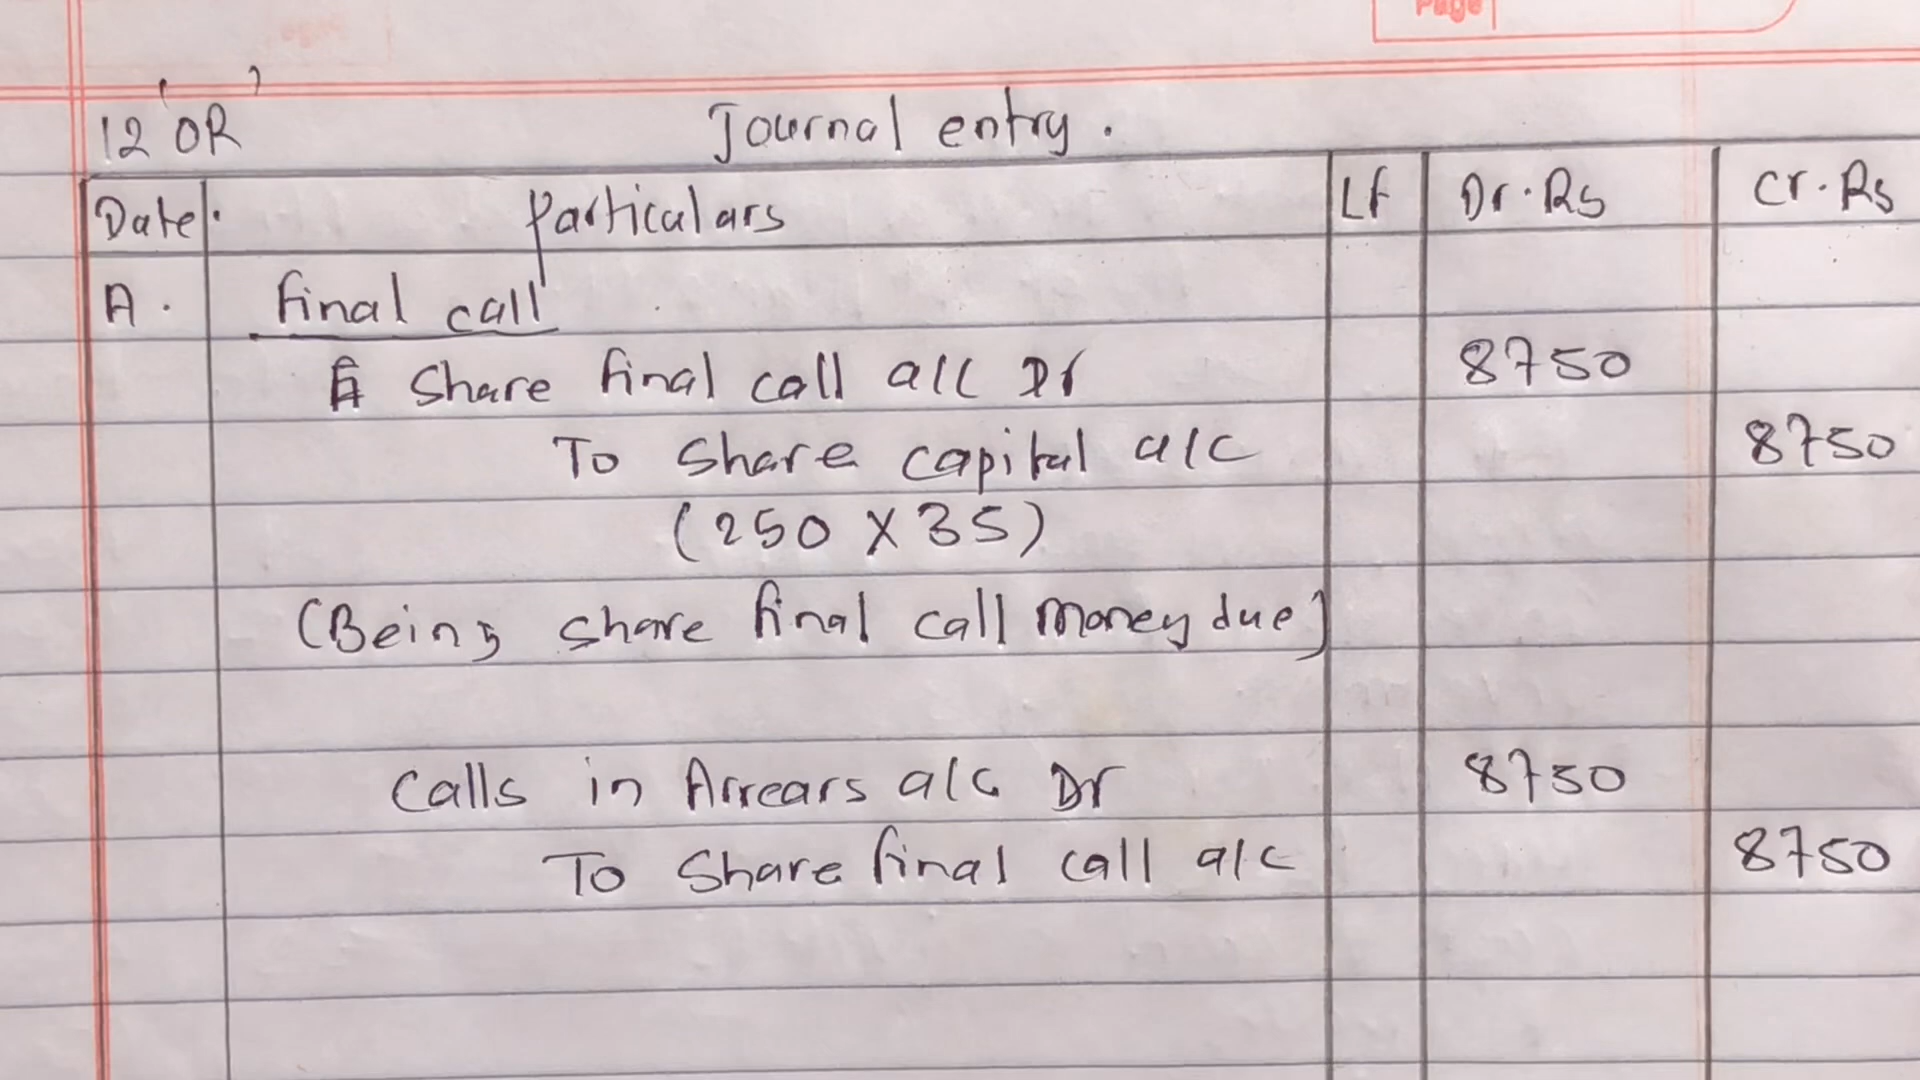 Page
12 'OR'
Journal entry.
Date. Particulars LF Dr. Rs Cr. Rs
A. final call
Share final call a/c Dr 8750
To share capital a/c 8750
(250 X 35)
(Being share final call money due)
Calls in Arrears a/c Dr 8750
To Share final call a/c 8750